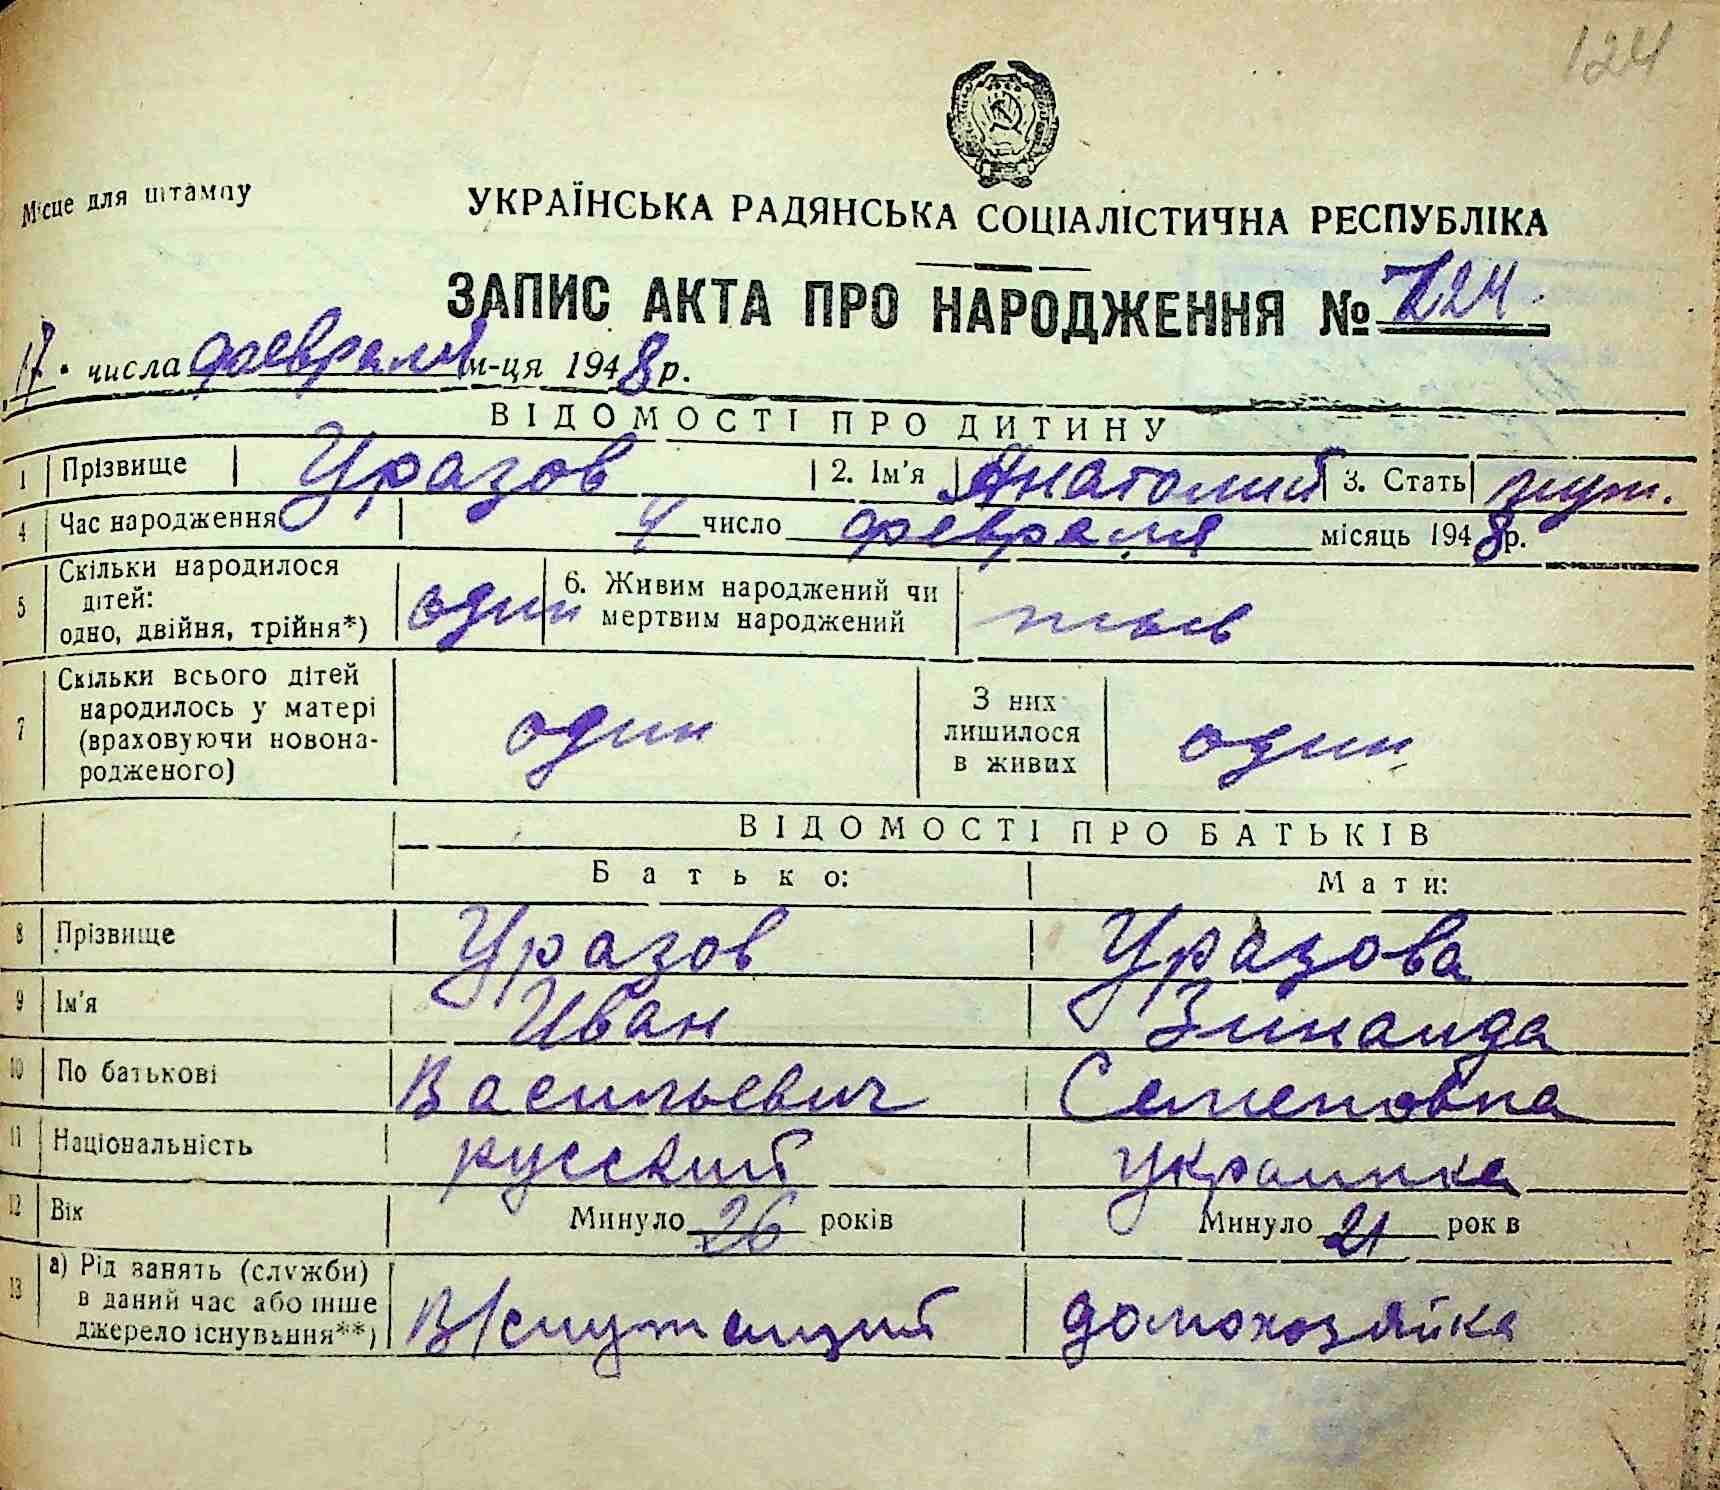 124
Місце для штампу
УКРАЇНСЬКА РАДЯНСЬКА СОЦІАЛІСТИЧНА РЕСПУБЛІКА
ЗАПИС АКТА ПРО НАРОДЖЕННЯ № 124.
17. числа февраля м-ця 1948 р.
ВІДОМОСТІ ПРО ДИТИНУ
1 Прізвище Уразов 2. Ім'я Анатолий 3. Стать муж.
4 Час народження 4 число февраля місяць 1948 р.
5 Скільки народилося дітей: одно, двійня, трійня*) один 6. Живим народжений чи мертвим народжений жив
7 Скільки всього дітей народилось у матері (враховуючи новонародженого) один З них лишилося в живих один
ВІДОМОСТІ ПРО БАТЬКІВ
Батько: Мати:
8 Прізвище Уразов Уразова
9 Ім'я Иван Зинаида
10 По батькові Васильевич Семеновна
11 Національність русский украинка
12 Вік Минуло 26 років Минуло 21 рок в
13 а) Рід занять (служби) в даний час або інше джерело існування**) В/служащий домохозяйка